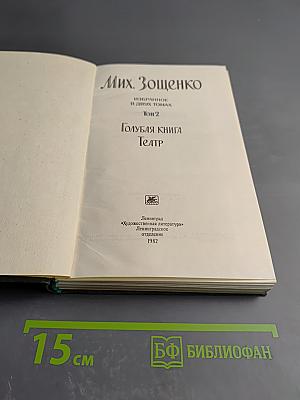 Мих. Зощенко
ИЗБРАННОЕ
В ДВУХ ТОМАХ
Том 2
Голубая книга
Театр
Ленинград
«Художественная литература»
Ленинградское
отделение
1982
15 см
БФ БИБЛИОФАН